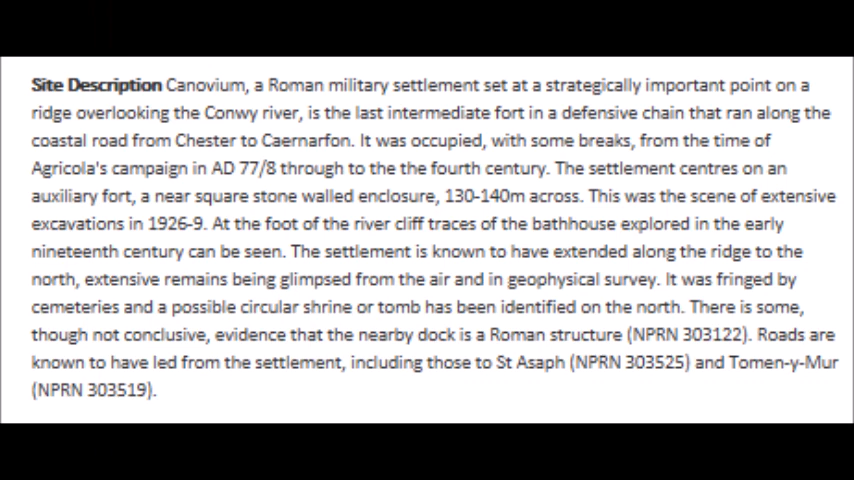 Site Description Canovium, a Roman military settlement set at a strategically important point on a
ridge overlooking the Conwy river, is the last intermediate fort in a defensive chain that ran along the
coastal road from Chester to Caernarfon. It was occupied, with some breaks, from the time of
Agricola's campaign in AD 77/8 through to the the fourth century. The settlement centres on an
auxiliary fort, a near square stone walled enclosure, 130-140m across. This was the scene of extensive
excavations in 1926-9. At the foot of the river cliff traces of the bathhouse explored in the early
nineteenth century can be seen. The settlement is known to have extended along the ridge to the
north, extensive remains being glimpsed from the air and in geophysical survey. It was fringed by
cemeteries and a possible circular shrine or tomb has been identified on the north. There is some,
though not conclusive, evidence that the nearby dock is a Roman structure (NPRN 303122). Roads are
known to have led from the settlement, including those to St Asaph (NPRN 303525) and Tomen-y-Mur
(NPRN 303519).